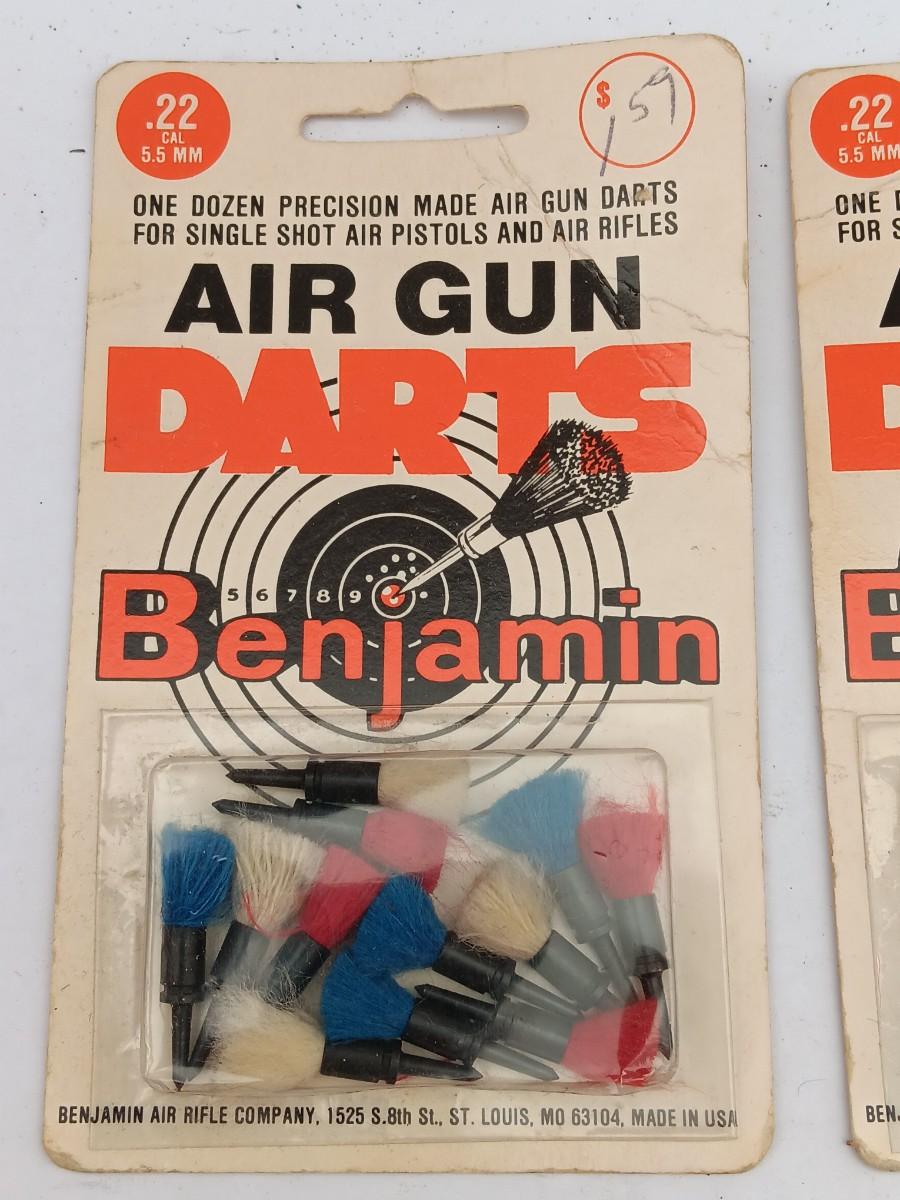 .22
CAL
5.5 MM
$1.59
ONE DOZEN PRECISION MADE AIR GUN DARTS
FOR SINGLE SHOT AIR PISTOLS AND AIR RIFLES
AIR GUN
DARTS
5 6 7 8 9
Benjamin
BENJAMIN AIR RIFLE COMPANY, 1525 S.8th St., ST. LOUIS, MO 63104, MADE IN USA
.22
CAL
5.5 MM
ONE
FOR